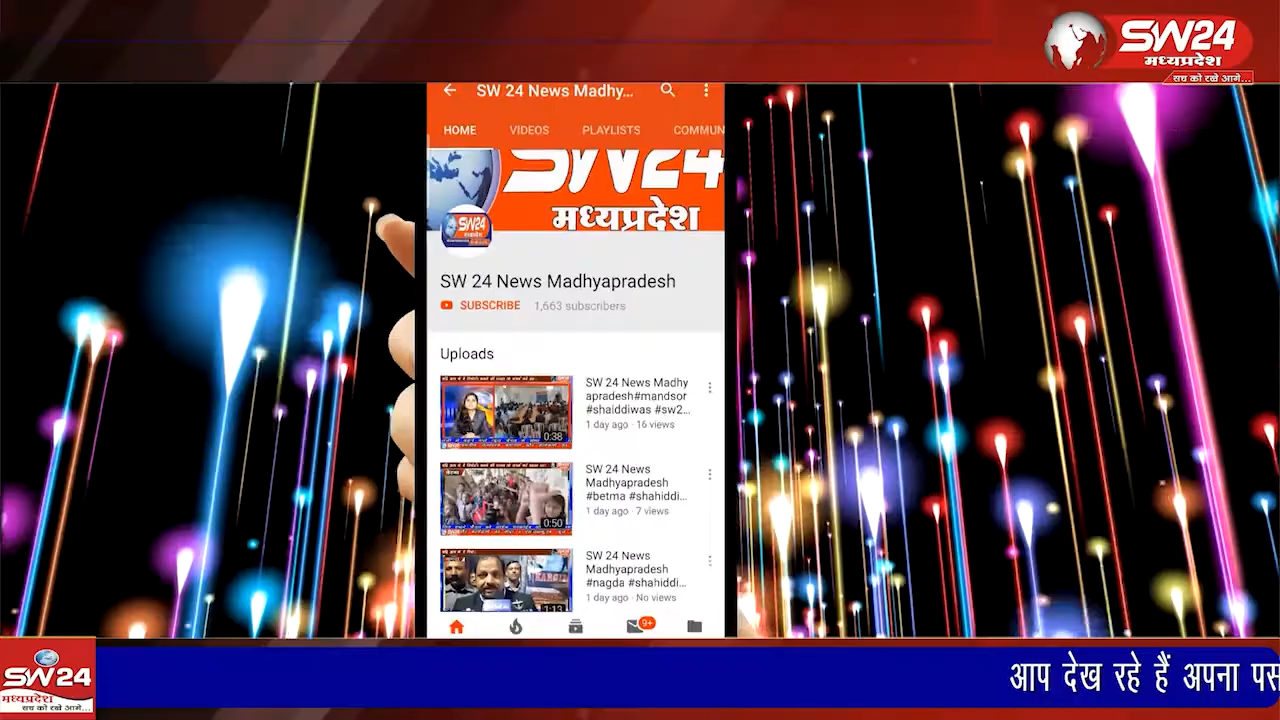 SW24
मध्यप्रदेश
सच को रखे आगे...
SW 24 News Madhy...
HOME VIDEOS PLAYLISTS COMMUN
SW24
मध्यप्रदेश
SW24
SW 24 News Madhyapradesh
SUBSCRIBE 1,663 subscribers
Uploads
SW 24 News Madhy
apradesh#mandsor
#shaiddiwas #sw2...
1 day ago · 16 views
0:38
SW 24 News
Madhyapradesh
#betma #shahiddi...
1 day ago · 7 views
0:50
SW 24 News
Madhyapradesh
#nagda #shahiddi...
1 day ago · No views
1:13
9+
SW24
मध्यप्रदेश
सच को रखे आगे...
आप देख रहे हैं अपना पस